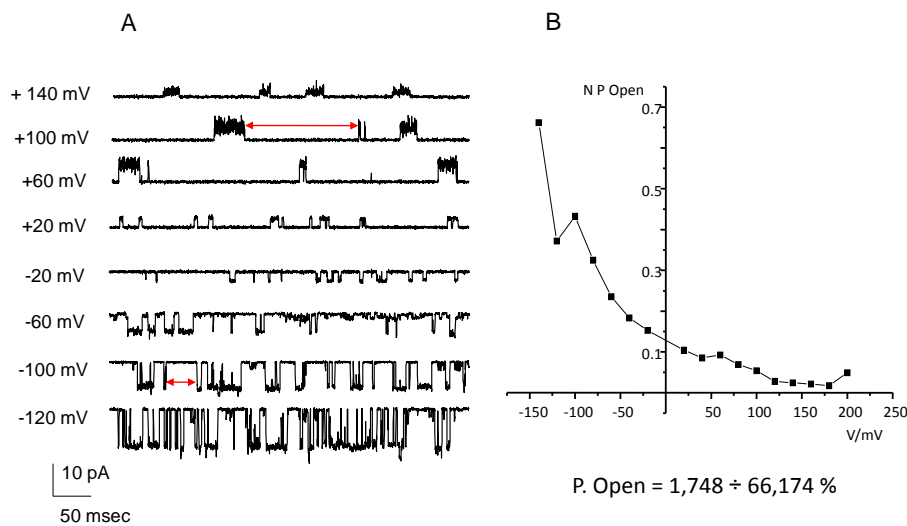 A
B
+ 140 mV
+100 mV
+60 mV
+20 mV
-20 mV
-60 mV
-100 mV
-120 mV
10 pA
50 msec
N P Open
0.7
0.5
0.3
0.1
-150 -100 -50 50 100 150 200 250
V/mV
P. Open = 1,748 ÷ 66,174 %